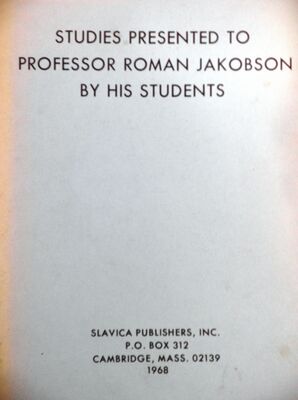 STUDIES PRESENTED TO
PROFESSOR ROMAN JAKOBSON
BY HIS STUDENTS
SLAVICA PUBLISHERS, INC.
P.O. BOX 312
CAMBRIDGE, MASS. 02139
1968